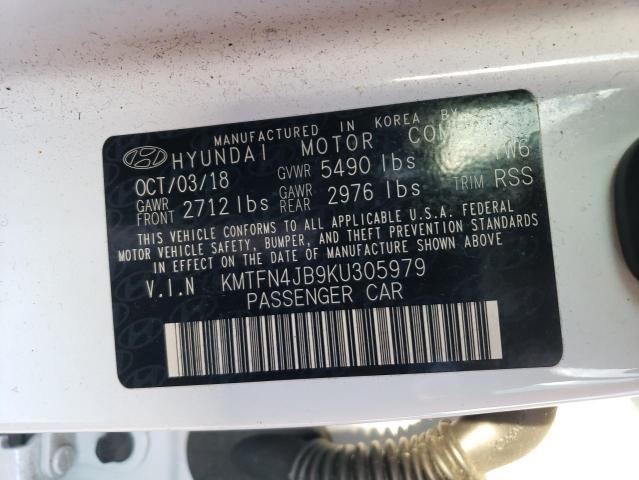 MANUFACTURED IN KOREA BY
HYUNDAI MOTOR
OCT/03/18 GVWR 5490 lbs W6
GAWR FRONT 2712 lbs GAWR REAR 2976 lbs TRIM RSS
THIS VEHICLE CONFORMS TO ALL APPLICABLE U.S.A. FEDERAL
MOTOR VEHICLE SAFETY, BUMPER, AND THEFT PREVENTION STANDARDS
IN EFFECT ON THE DATE OF MANUFACTURE SHOWN ABOVE
V.I.N KMTFN4JB9KU305979
PASSENGER CAR